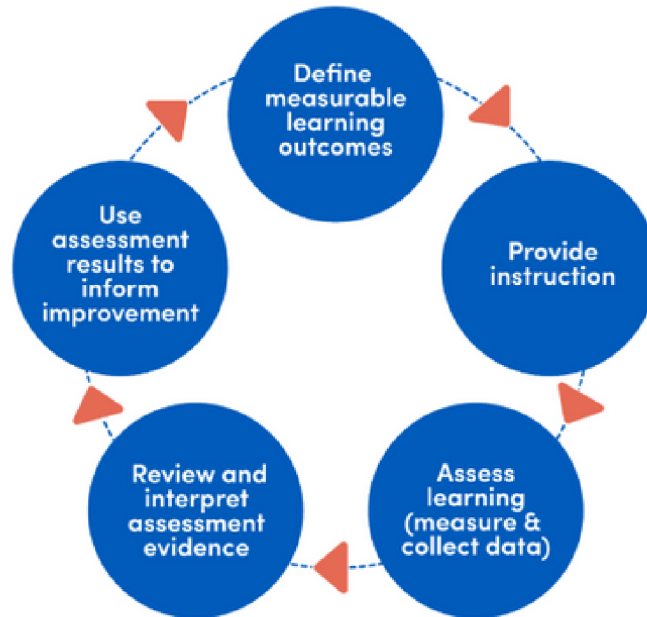 Define
measurable
learning
outcomes
Provide
instruction
Assess
learning
(measure &
collect data)
Review and
interpret
assessment
evidence
Use
assessment
results to
inform
improvement